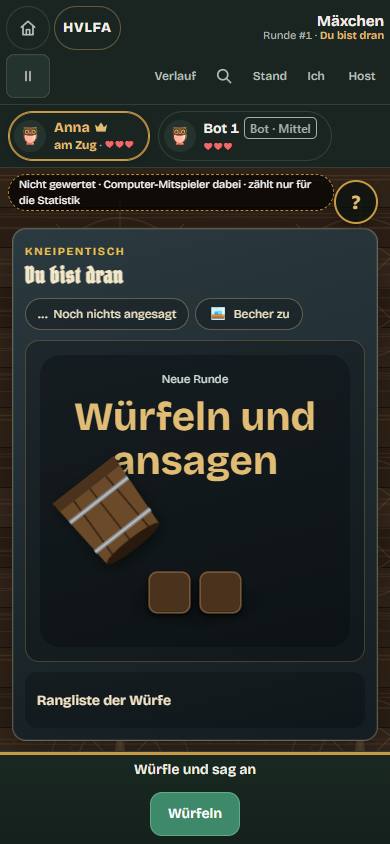 HVLFA
Mäxchen
Runde #1 · Du bist dran
Verlauf
Stand
Ich
Host
Anna
am Zug ·
Bot 1
Bot · Mittel
Nicht gewertet · Computer-Mitspieler dabei · zählt nur für
die Statistik
?
KNEIPENTISCH
Du bist dran
... Noch nichts angesagt
Becher zu
Neue Runde
Würfeln und
ansagen
Rangliste der Würfe
Würfle und sag an
Würfeln